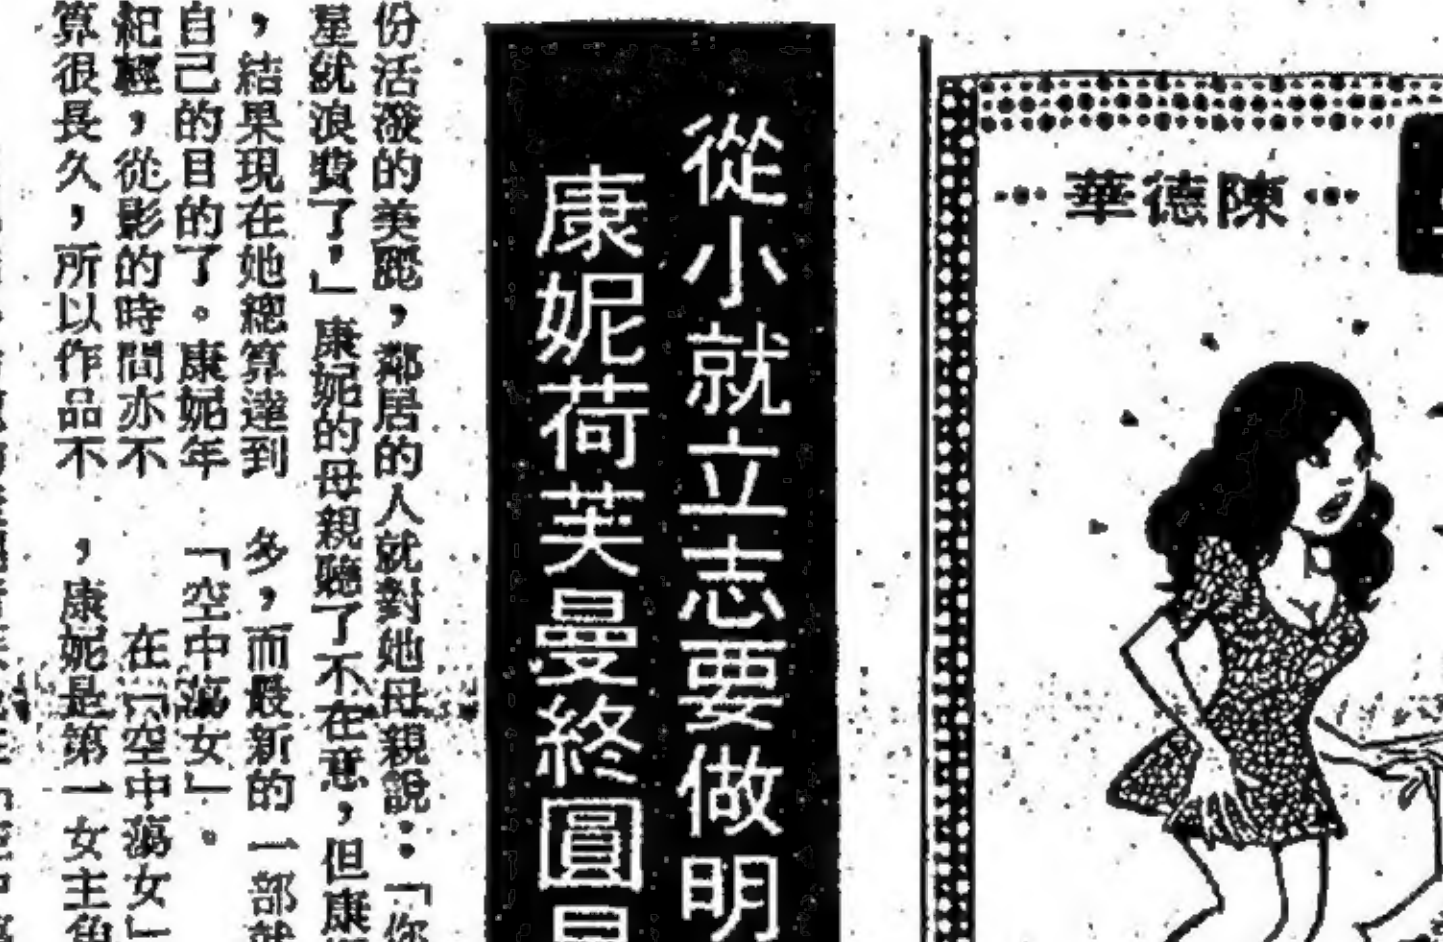 陳德華
從小就立志要做明
康妮荷芙曼終圓
份活潑的美麗，鄰居的人就對她母親說：「你
星就浪費了，」康妮的母親聽了不在意，但康
，結果現在她總算達到
自己的目的了。康妮年
紀輕，從影的時間亦不
算很長久，所以作品不
多，而最新的一部就
「空中蕩女」。
在「空中蕩女」
，康妮是第一女主角